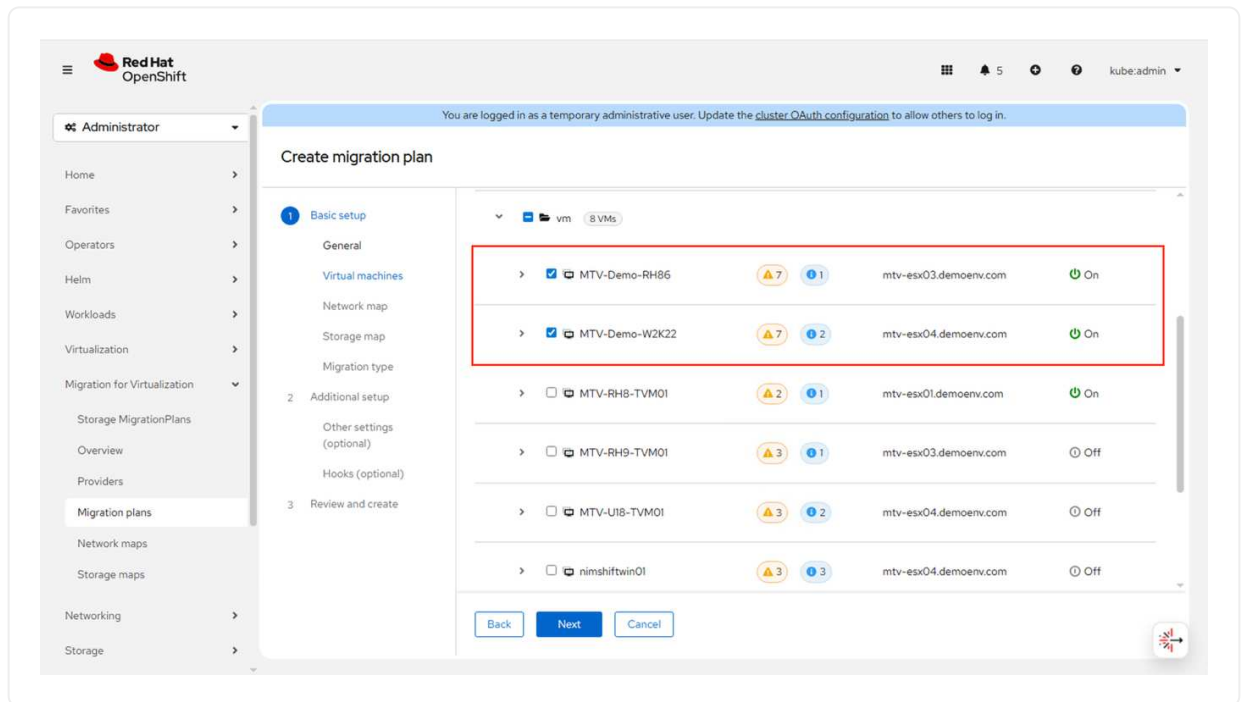 Red Hat
OpenShift
5
kube:admin
Administrator
Home
Favorites
Operators
Helm
Workloads
Virtualization
Migration for Virtualization
Storage MigrationPlans
Overview
Providers
Migration plans
Network maps
Storage maps
Networking
Storage
You are logged in as a temporary administrative user. Update the cluster OAuth configuration to allow others to log in.
Create migration plan
1 Basic setup
General
Virtual machines
Network map
Storage map
Migration type
2 Additional setup
Other settings
(optional)
Hooks (optional)
3 Review and create
vm 8 VMs
MTV-Demo-RH86 7 1 mtv-esx03.demoenv.com On
MTV-Demo-W2K22 7 2 mtv-esx04.demoenv.com On
MTV-RH8-TVM01 2 1 mtv-esx01.demoenv.com On
MTV-RH9-TVM01 3 1 mtv-esx03.demoenv.com Off
MTV-U18-TVM01 3 2 mtv-esx04.demoenv.com Off
nimshiftwin01 3 3 mtv-esx04.demoenv.com Off
Back Next Cancel